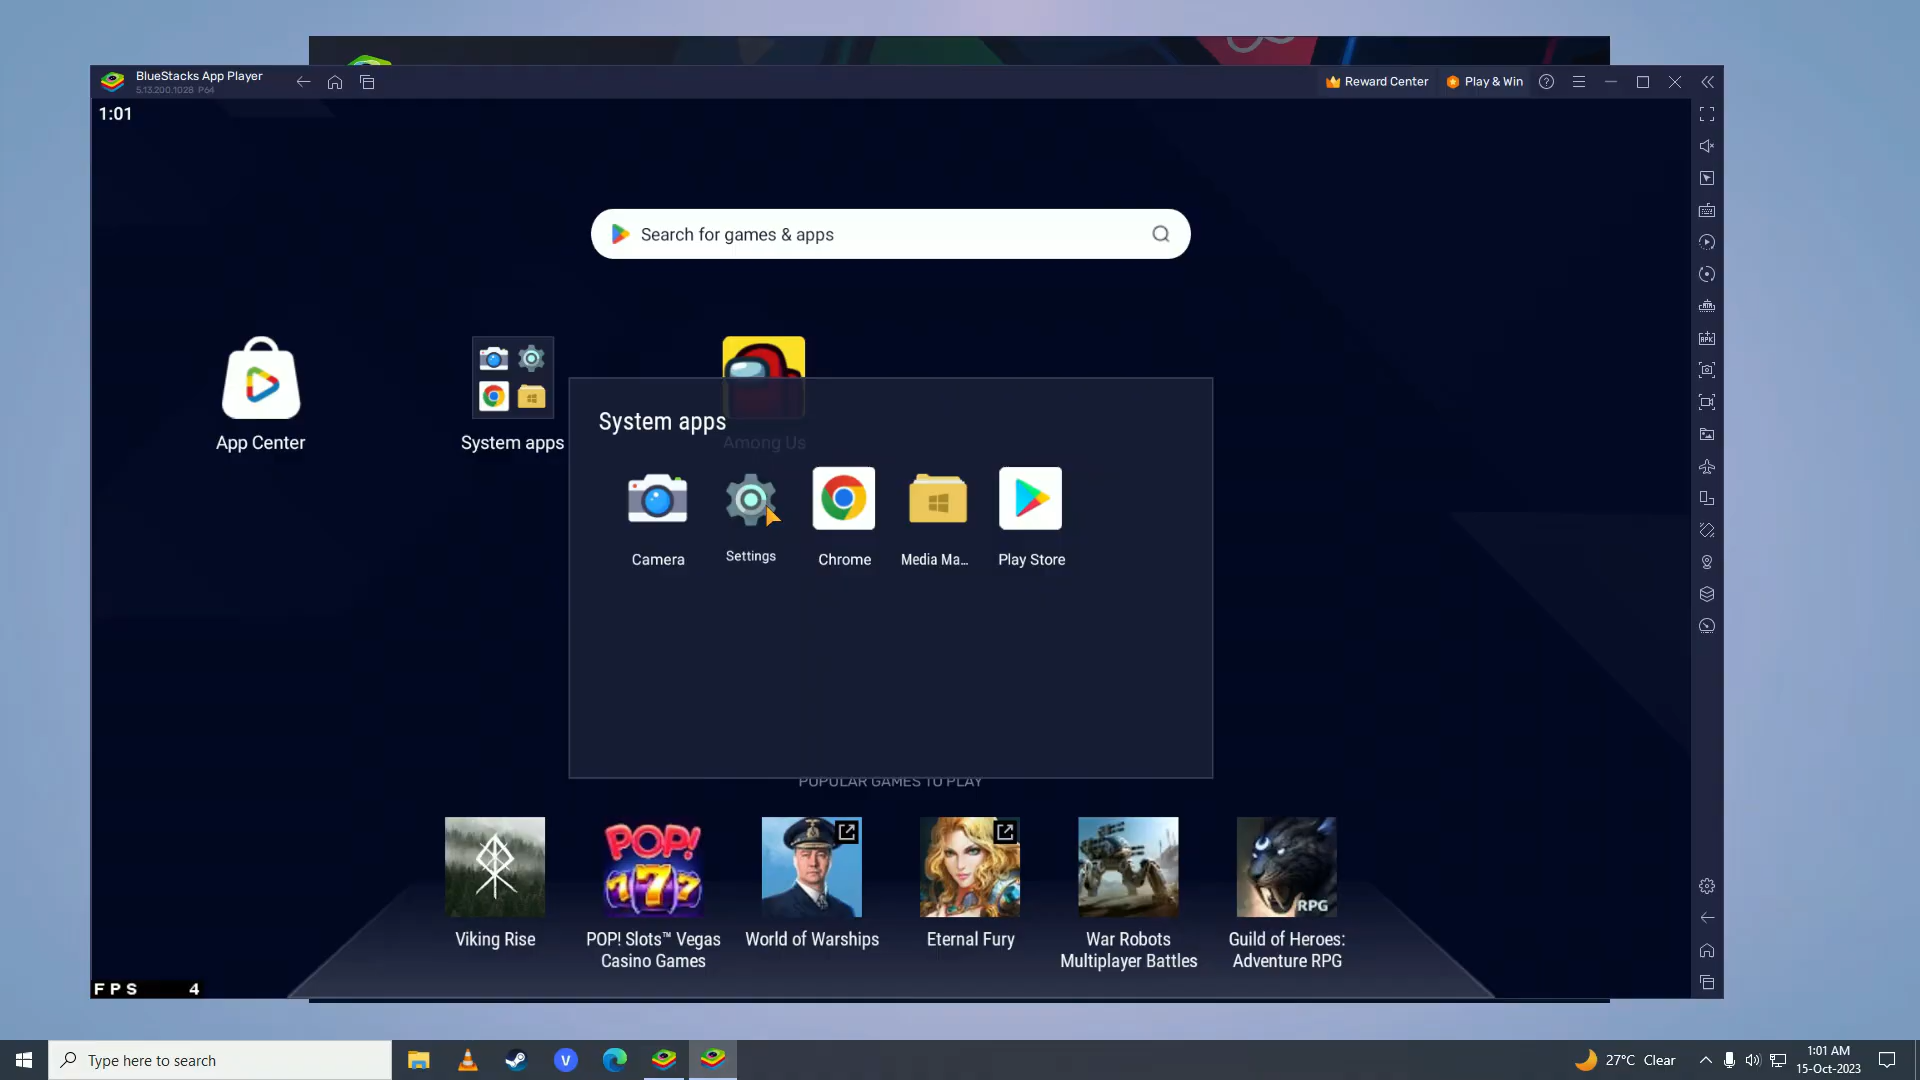 BlueStacks App Player
5.13.200.1028 P64
Reward Center
Play & Win
1:01
Search for games & apps
App Center
System apps
Among Us
System apps
Camera
Settings
Chrome
Media Ma...
Play Store
POPULAR GAMES TO PLAY
POP!
777
RPG
Viking Rise
POP! Slots™ Vegas
Casino Games
World of Warships
Eternal Fury
War Robots
Multiplayer Battles
Guild of Heroes:
Adventure RPG
FPS 4
Type here to search
V
27°C Clear
1:01 AM
15-Oct-2023